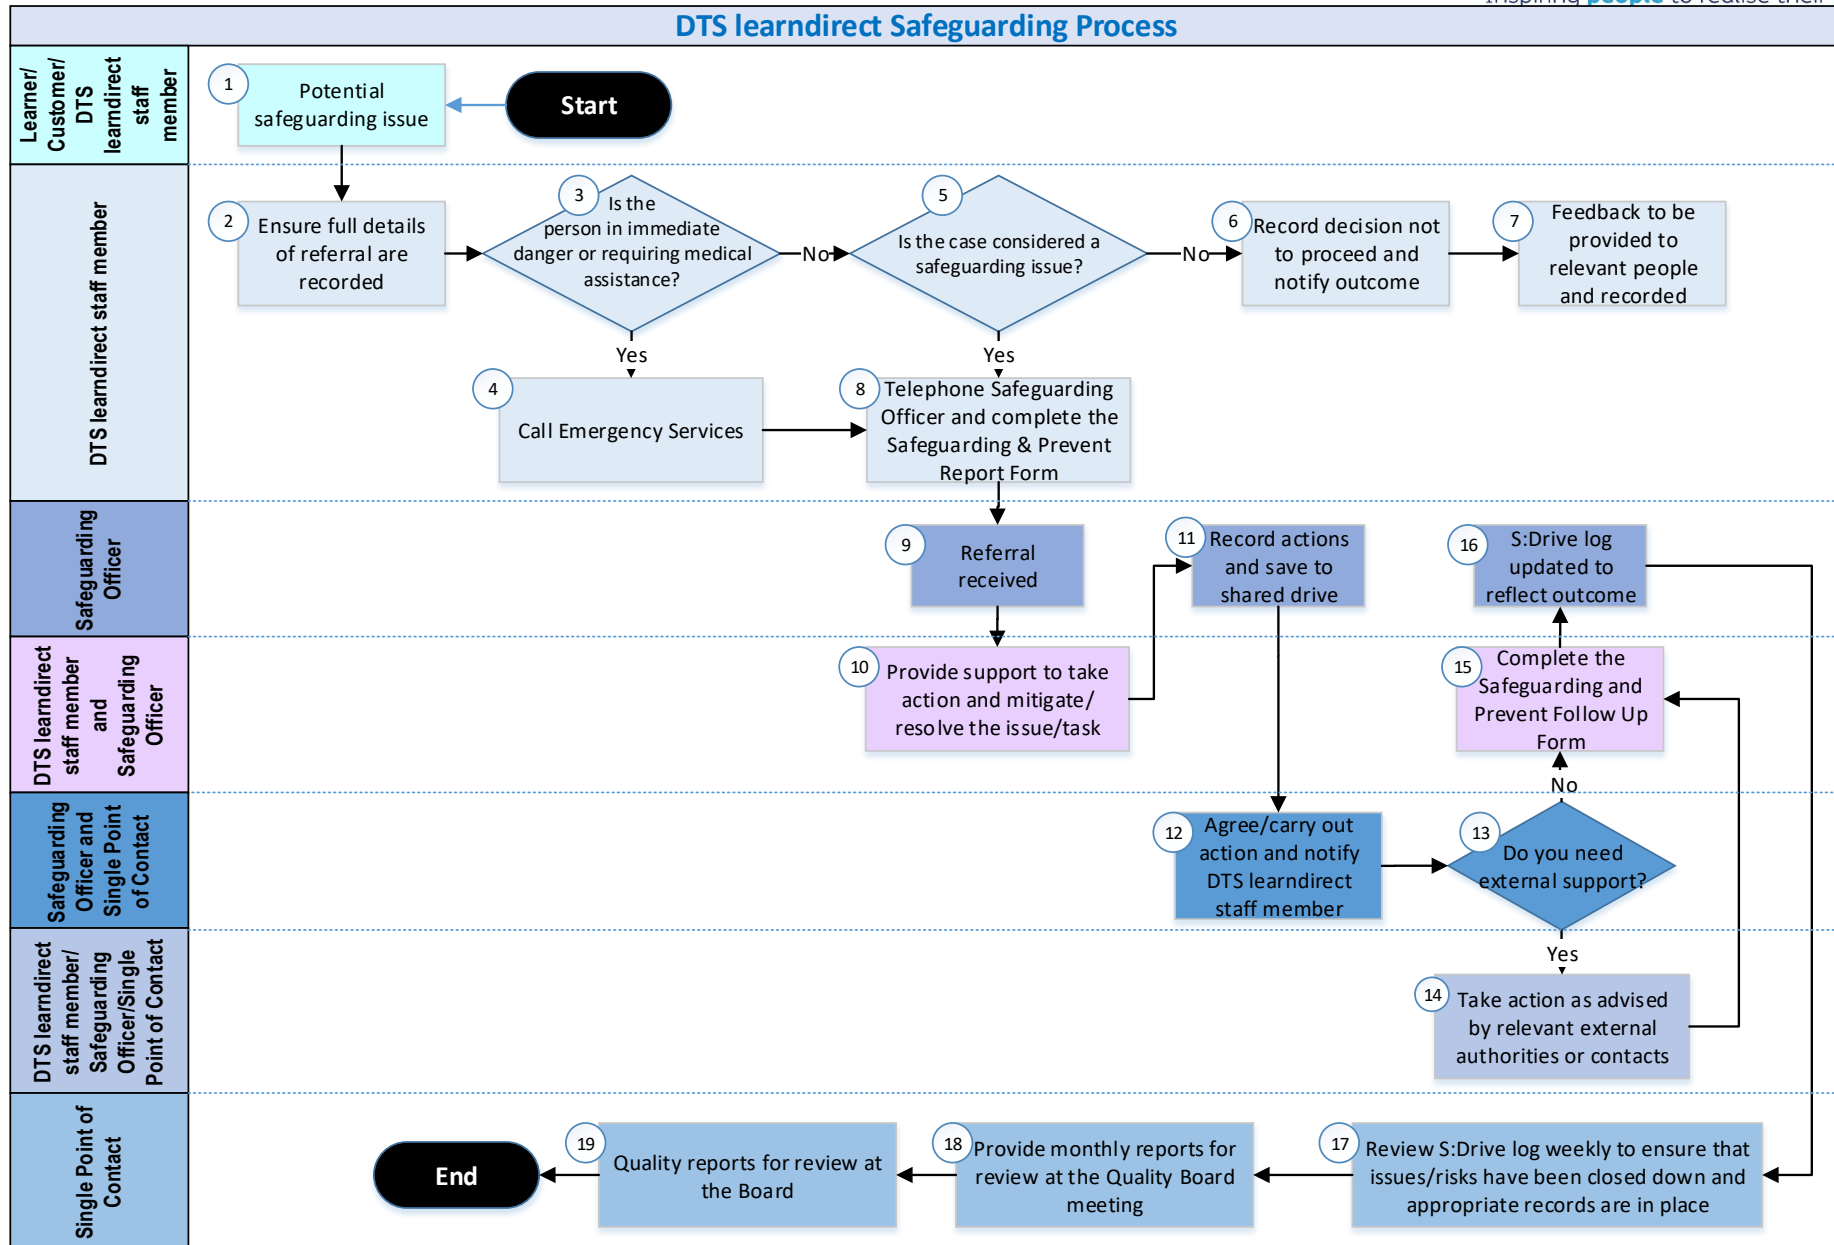 Inspiring people to realise their
DTS learndirect Safeguarding Process
Learner/
Customer/
DTS
learndirect
staff
member
1
Potential
safeguarding issue
Start
DTS learndirect staff member
2
Ensure full details
of referral are
recorded
3
Is the
person in immediate
danger or requiring medical
assistance?
No
5
Is the case considered a
safeguarding issue?
No
6
Record decision not
to proceed and
notify outcome
7
Feedback to be
provided to
relevant people
and recorded
Yes
Yes
4
Call Emergency Services
8
Telephone Safeguarding
Officer and complete the
Safeguarding & Prevent
Report Form
Safeguarding
Officer
9
Referral
received
11
Record actions
and save to
shared drive
16
S:Drive log
updated to
reflect outcome
DTS learndirect
staff member
and
Safeguarding
Officer
10
Provide support to take
action and mitigate/
resolve the issue/task
15
Complete the
Safeguarding and
Prevent Follow Up
Form
No
Safeguarding
Officer and
Single Point
of Contact
12
Agree/carry out
action and notify
DTS learndirect
staff member
13
Do you need
external support?
Yes
DTS learndirect
staff member/
Safeguarding
Officer/Single
Point of Contact
14
Take action as advised
by relevant external
authorities or contacts
Single Point of
Contact
End
19
Quality reports for review at
the Board
18
Provide monthly reports for
review at the Quality Board
meeting
17
Review S:Drive log weekly to ensure that
issues/risks have been closed down and
appropriate records are in place